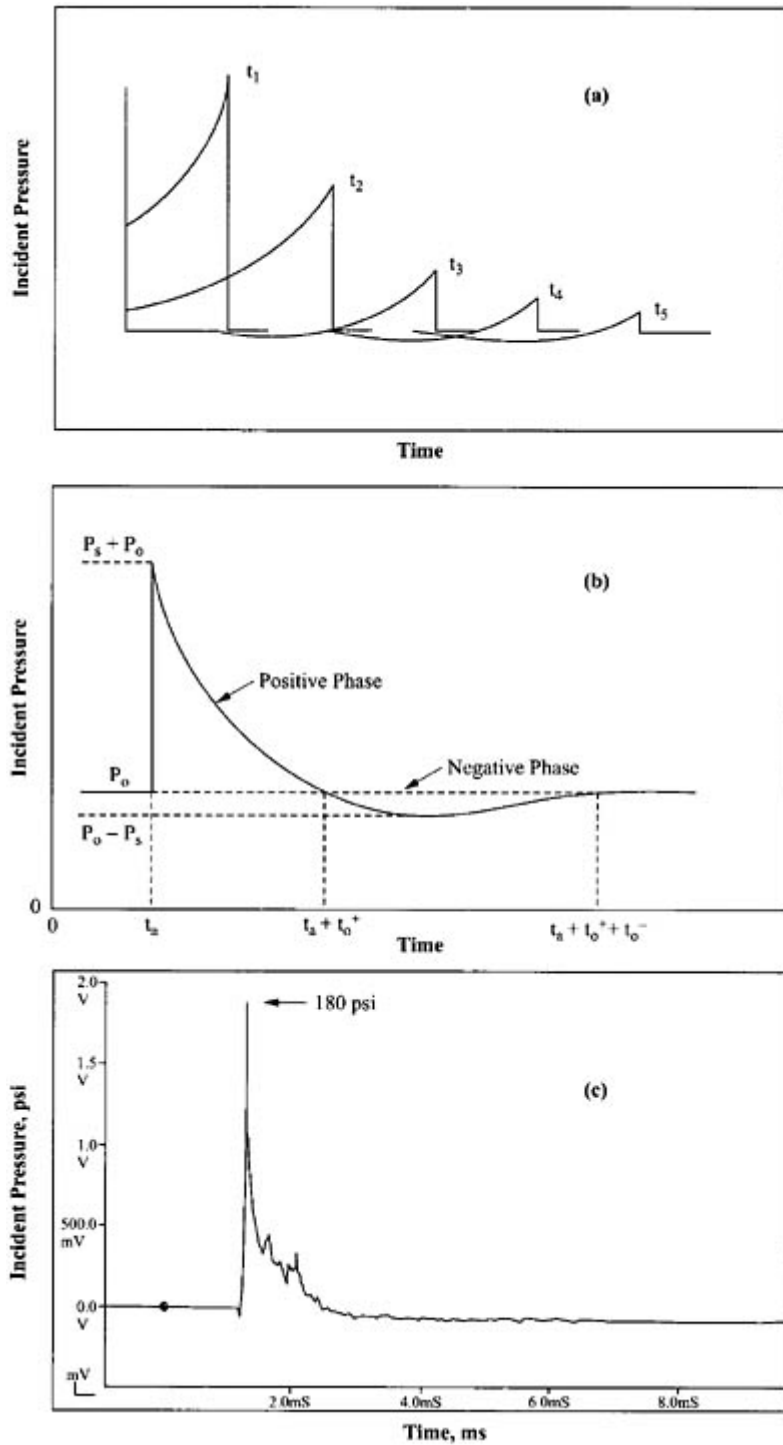 (a)
t₁
t₂
t₃
t₄
t₅
Incident Pressure
Time
(b)
Pₛ + Pₒ
Positive Phase
Negative Phase
Pₒ
Pₒ – Pₛ
Incident Pressure
0
0
tₐ
tₐ + tₒ⁺
tₐ + tₒ⁺ + tₒ⁻
Time
(c)
2.0
V
180 psi
1.5
V
1.0
V
500.0
mV
0.0
V
mV
Incident Pressure, psi
2.0mS
4.0mS
6.0mS
8.0mS
Time, ms